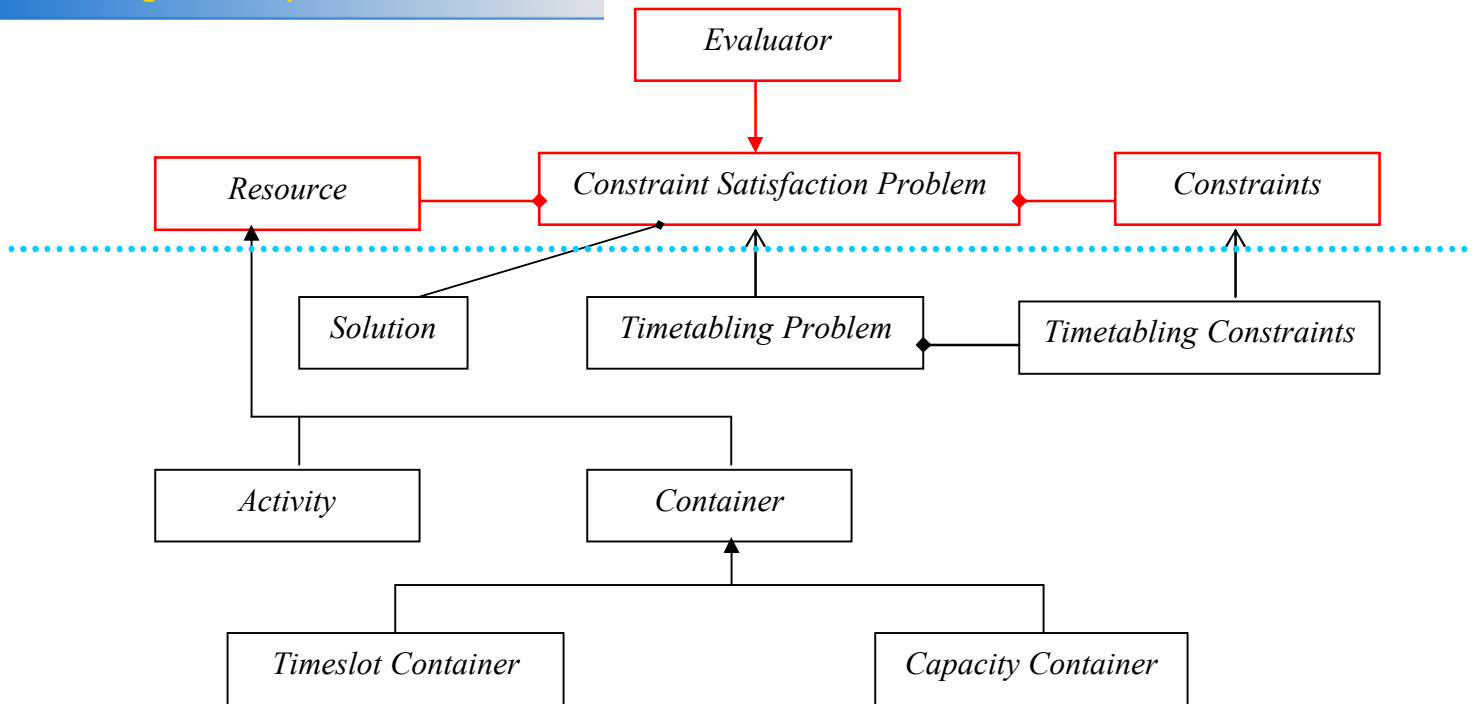 Evaluator
Resource
Constraint Satisfaction Problem
Constraints
Solution
Timetabling Problem
Timetabling Constraints
Activity
Container
Timeslot Container
Capacity Container